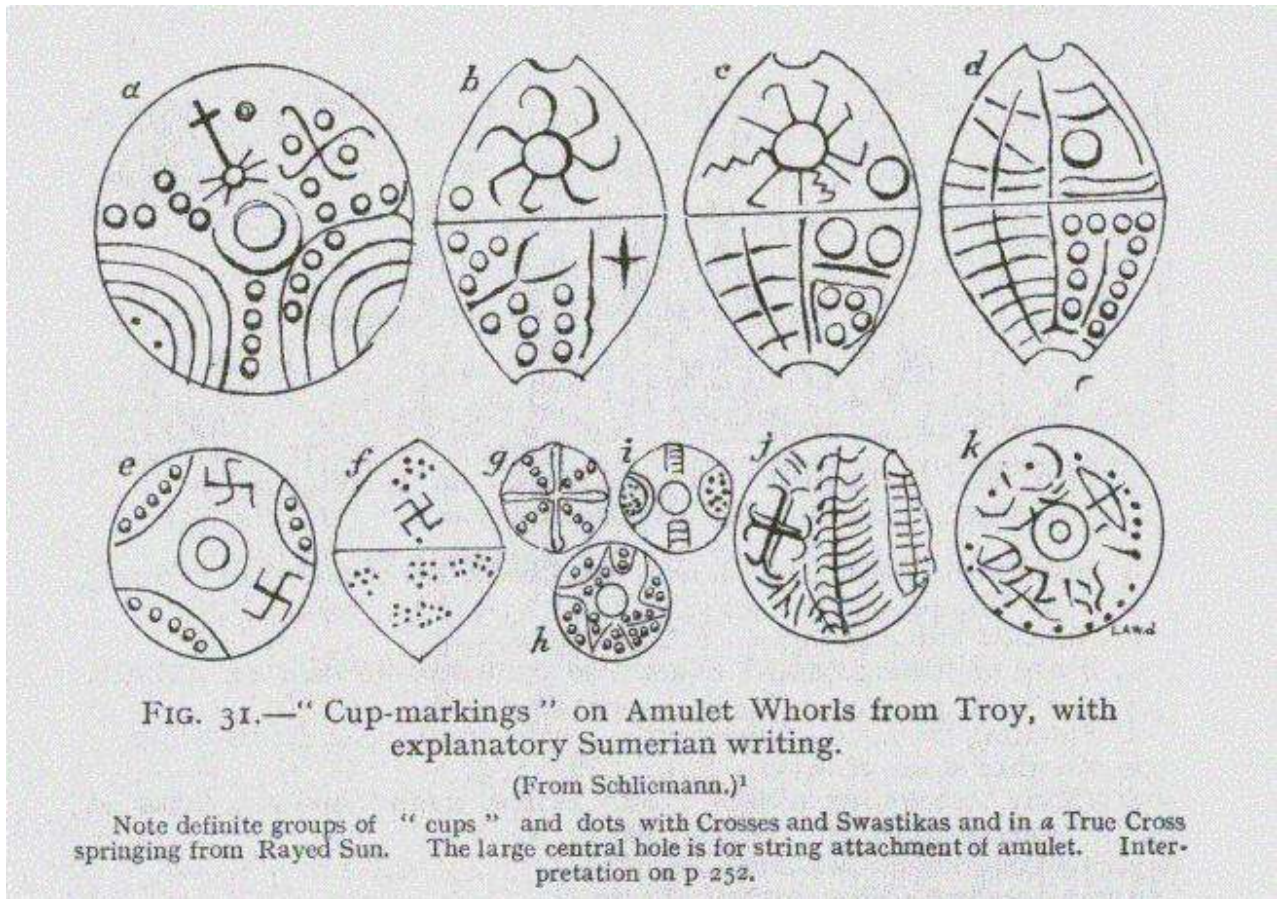 a
b
c
d
e
f
g
i
j
k
h
FIG. 31.—“ Cup-markings ” on Amulet Whorls from Troy, with
explanatory Sumerian writing.
(From Schliemann.)¹
Note definite groups of “ cups ” and dots with Crosses and Swastikas and in a True Cross
springing from Rayed Sun. The large central hole is for string attachment of amulet. Inter-
pretation on p 252.